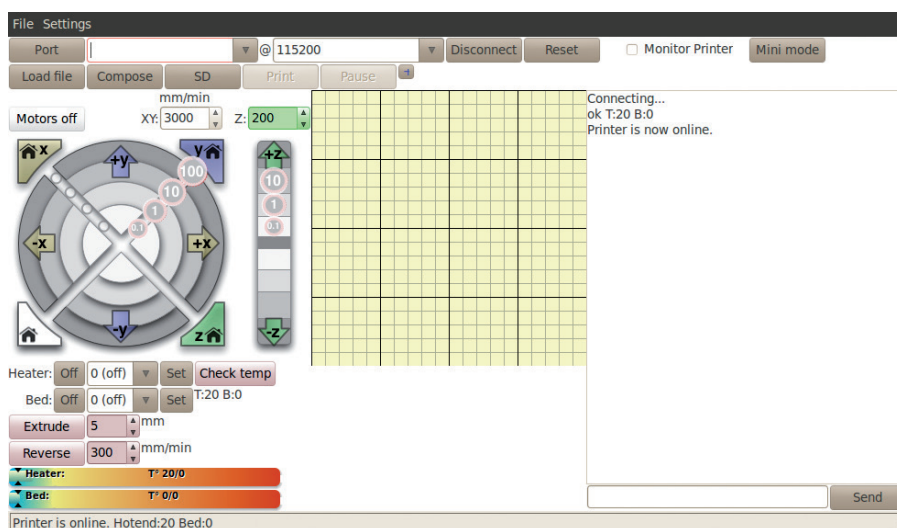 File Settings
Port @ 115200 Disconnect Reset Monitor Printer Mini mode
Load file Compose SD Print Pause
mm/min
Motors off XY: 3000 Z: 200
x +y y +z
100 10 1 0.1
10 1 0.1
-x +x
-y z -z
Heater: Off 0 (off) Set Check temp
Bed: Off 0 (off) Set T:20 B:0
Extrude 5 mm
Reverse 300 mm/min
Heater: T° 20/0
Bed: T° 0/0
Connecting...
ok T:20 B:0
Printer is now online.
Send
Printer is online. Hotend:20 Bed:0